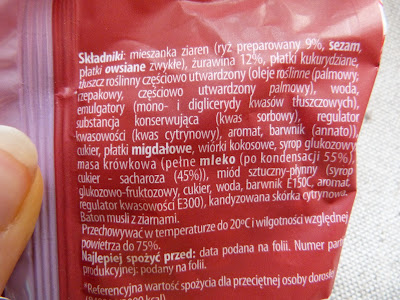 Składniki: mieszanka ziaren (ryż preparowany 9%, sezam,
płatki owsiane zwykłe), żurawina 12%, płatki kukurydziane,
tłuszcz roślinny częściowo utwardzony (oleje roślinne (palmowy,
rzepakowy, częściowo utwardzony palmowy), woda,
emulgatory (mono- i diglicerydy kwasów tłuszczowych),
substancja konserwująca (kwas sorbowy), regulator
kwasowości (kwas cytrynowy), aromat, barwnik (annato)),
cukier, płatki migdałowe, wiórki kokosowe, syrop glukozowy,
masa krówkowa (pełne mleko (po kondensacji 55%),
cukier - sacharoza (45%)), miód sztuczny-płynny (syrop
glukozowo-fruktozowy, cukier, woda, barwnik E150C, aromat,
regulator kwasowości E300), kandyzowana skórka cytrynowa.
Baton musli z ziarnami.
Przechowywać w temperaturze do 20°C i wilgotności względnej
powietrza do 75%.
Najlepiej spożyć przed: data podana na folii. Numer par
produkcyjnej: podany na folii.
*Referencyjna wartość spożycia dla przeciętnej osoby doros
kcal)